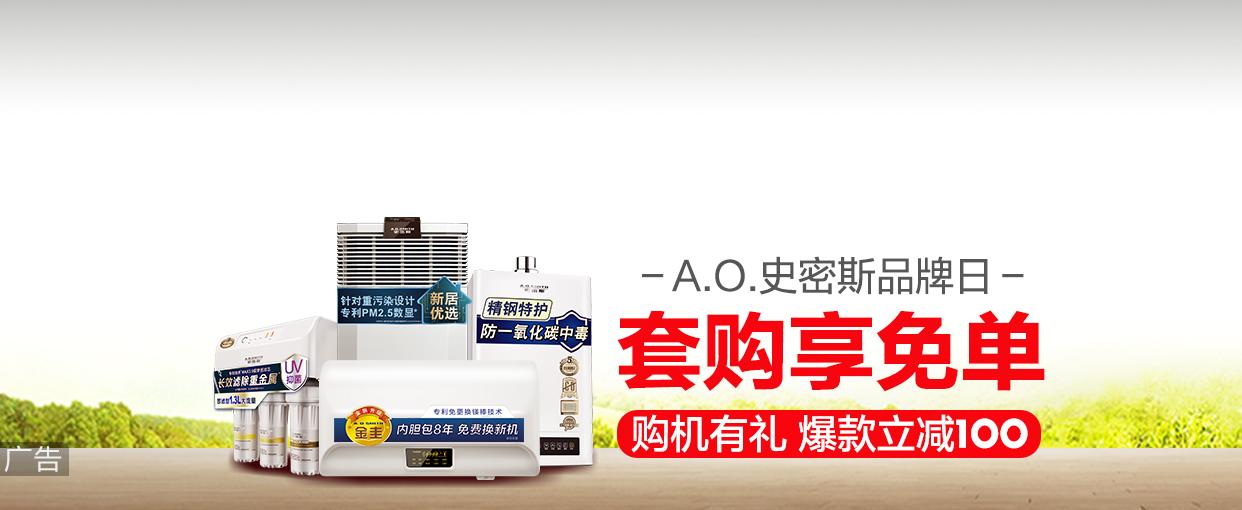 – A.O.史密斯品牌日 –
套购享免单
购机有礼 爆款立减100
A.O.SMITH
针对重污染设计
专利PM2.5数显*
新居
优选
精钢特护
防一氧化碳中毒
长效滤除重金属
UV
抑菌
A.O.SMITH
金圭
专利免更换镁棒技术
内胆包8年 免费换新机
广告